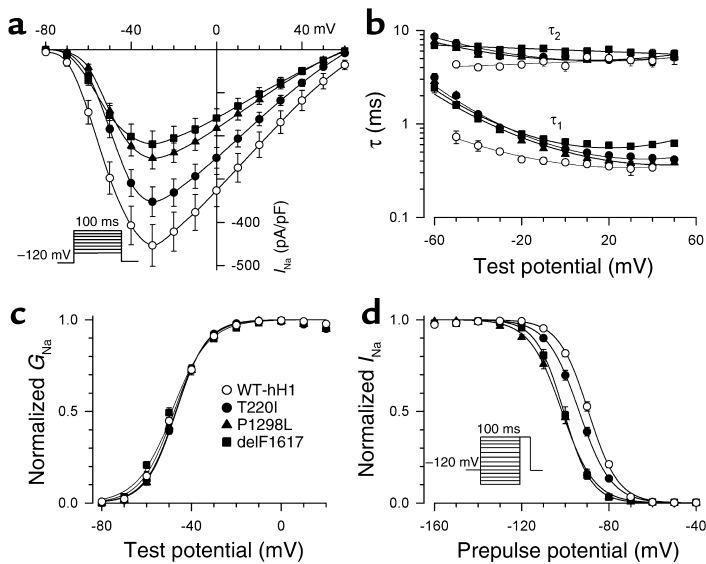 a
-80
-40
0
40 mV
-400
-500
I Na (pA/pF)
100 ms
−120 mV
b
10
1
0.1
τ (ms)
τ2
τ1
-60
-20
20
60
Test potential (mV)
c
1.0
0.5
0.0
Normalized GNa
WT-hH1
T220I
P1298L
delF1617
-80
-40
0
Test potential (mV)
d
1.0
0.5
0.0
Normalized INa
100 ms
−120 mV
-160
-120
-80
-40
Prepulse potential (mV)